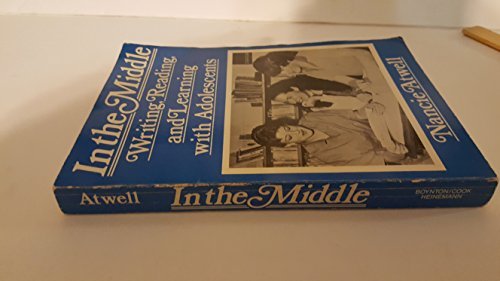 In the Middle
Writing, Reading,
and Learning
with Adolescents
Nancie Atwell
Atwell
In the Middle
BOYNTON/COOK
HEINEMANN